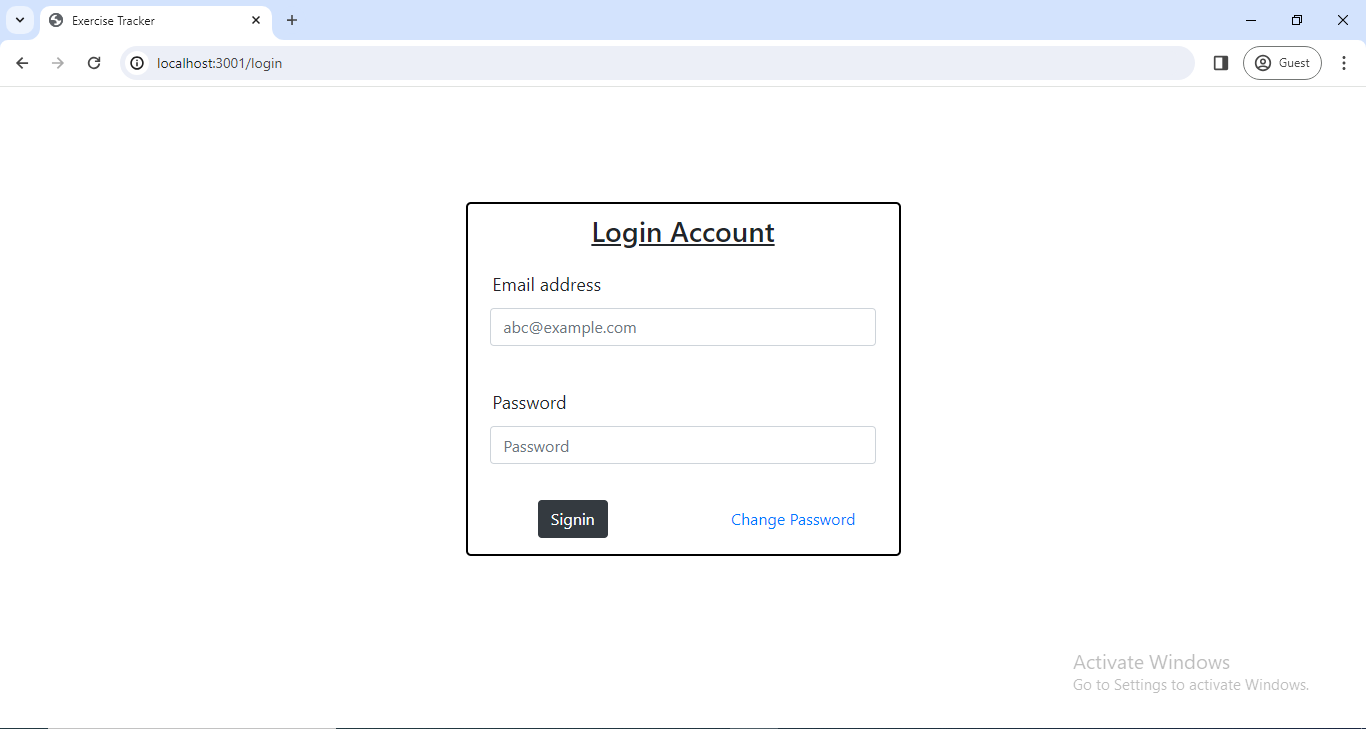 Exercise Tracker
localhost:3001/login
Guest
Login Account
Email address
abc@example.com
Password
Password
Signin
Change Password
Activate Windows
Go to Settings to activate Windows.